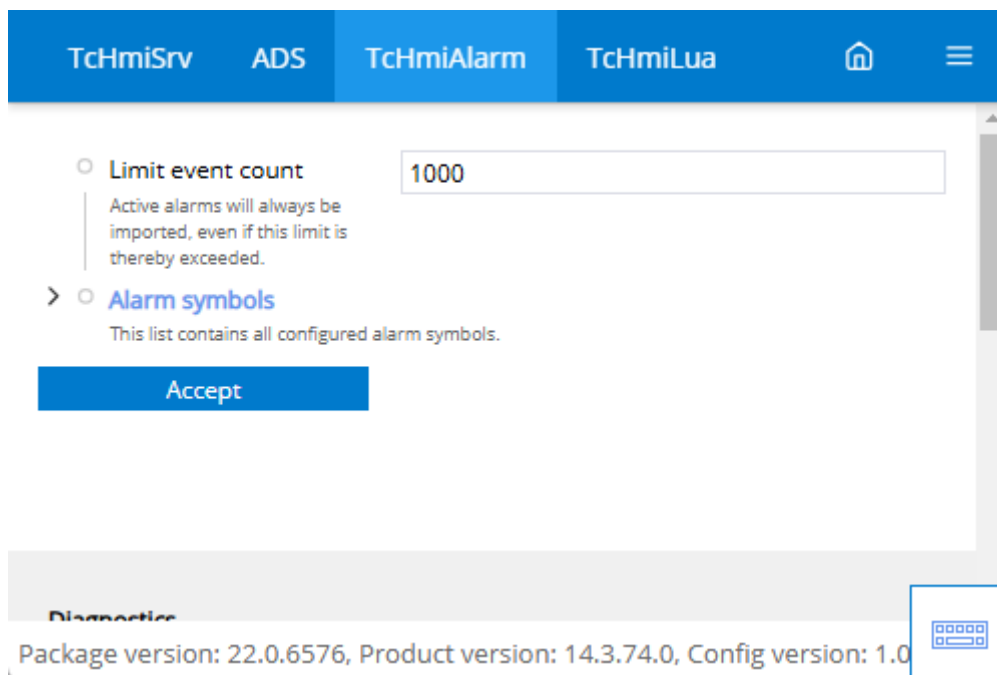 TcHmiSrv ADS TcHmiAlarm TcHmiLua
Limit event count 1000
Active alarms will always be
imported, even if this limit is
thereby exceeded.
Alarm symbols
This list contains all configured alarm symbols.
Accept
Diagnostics
Package version: 22.0.6576, Product version: 14.3.74.0, Config version: 1.0